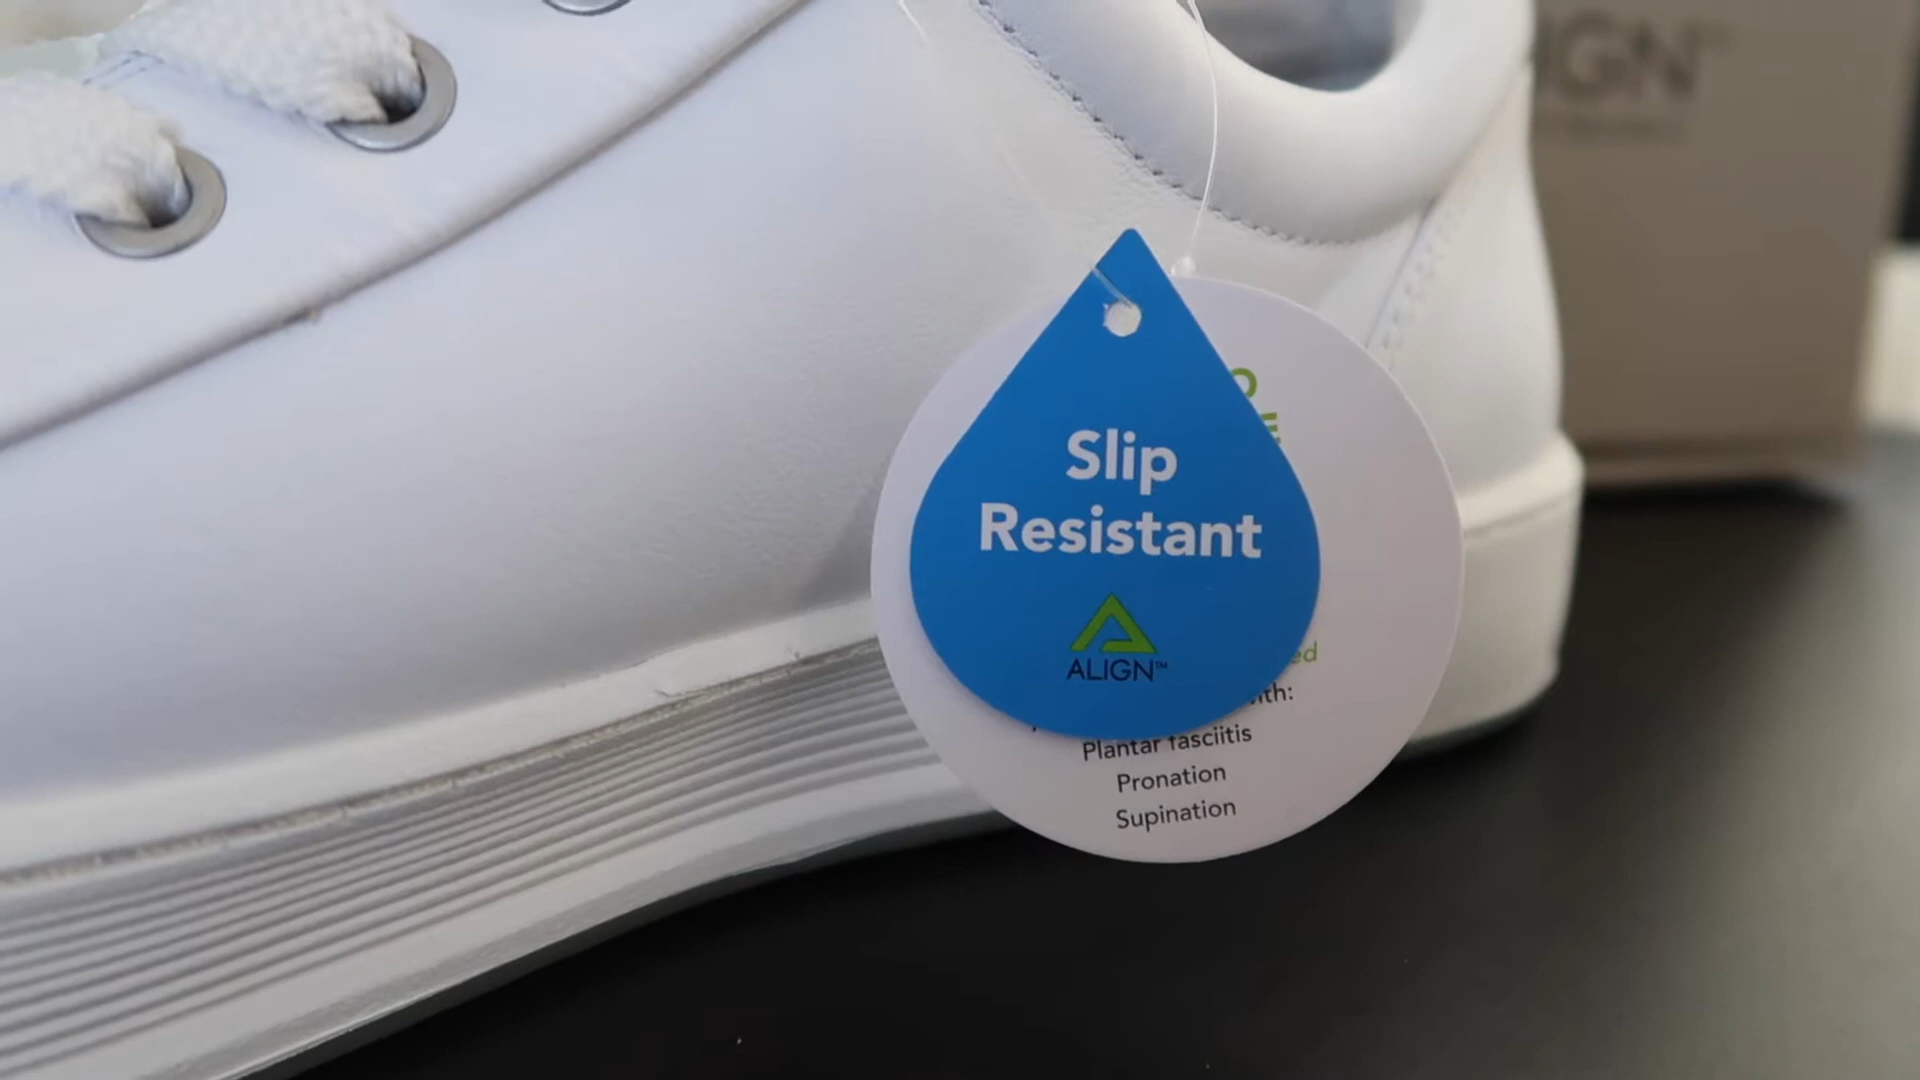 Slip
Resistant
ALIGN™
Plantar fasciitis
Pronation
Supination